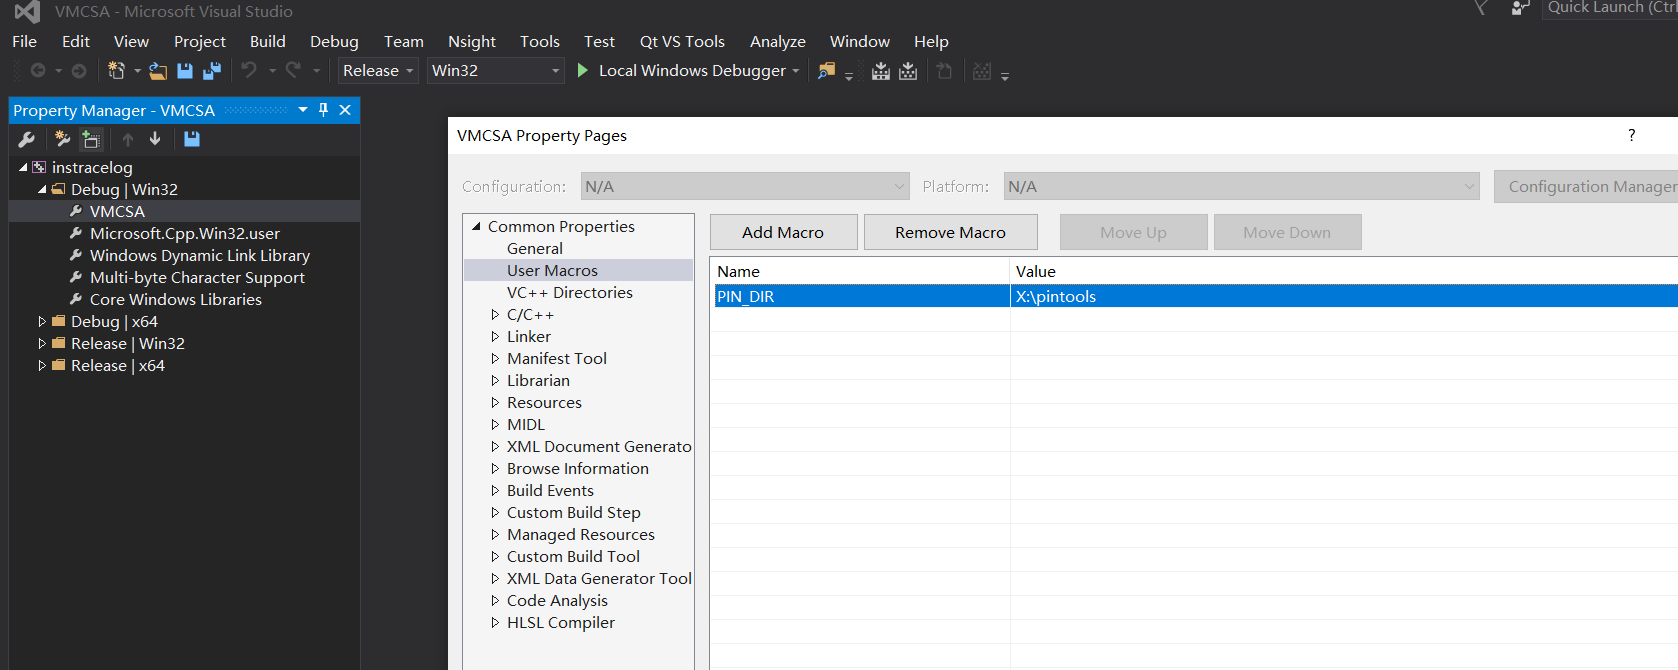 VMCSA - Microsoft Visual Studio
Quick Launch (Ctrl
File Edit View Project Build Debug Team Nsight Tools Test Qt VS Tools Analyze Window Help
Release Win32 Local Windows Debugger
Property Manager - VMCSA
instracelog
Debug | Win32
VMCSA
Microsoft.Cpp.Win32.user
Windows Dynamic Link Library
Multi-byte Character Support
Core Windows Libraries
Debug | x64
Release | Win32
Release | x64
VMCSA Property Pages
?
Configuration: N/A Platform: N/A Configuration Manager
Common Properties
General
User Macros
VC++ Directories
C/C++
Linker
Manifest Tool
Librarian
Resources
MIDL
XML Document Generato
Browse Information
Build Events
Custom Build Step
Managed Resources
Custom Build Tool
XML Data Generator Tool
Code Analysis
HLSL Compiler
Add Macro Remove Macro Move Up Move Down
Name Value
PIN_DIR X:\pintools